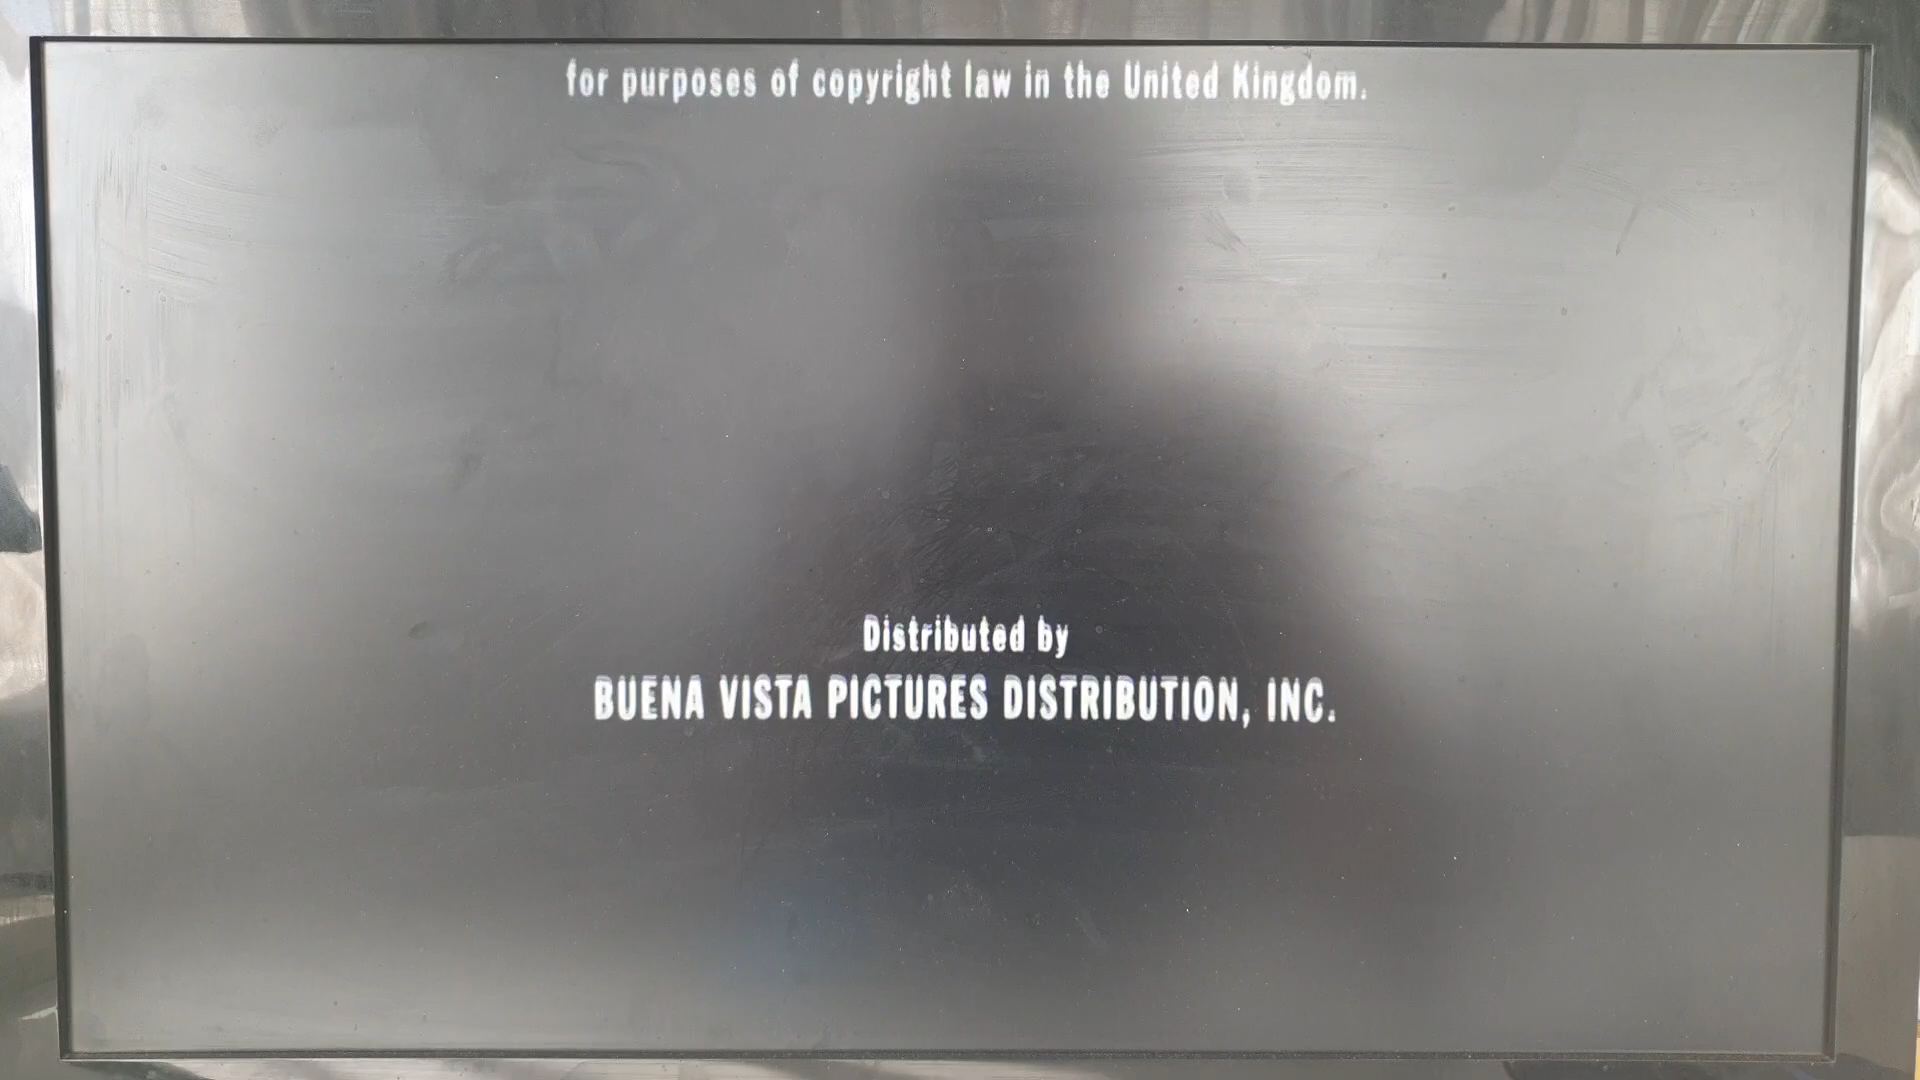 for purposes of copyright law in the United Kingdom.
Distributed by
BUENA VISTA PICTURES DISTRIBUTION, INC.